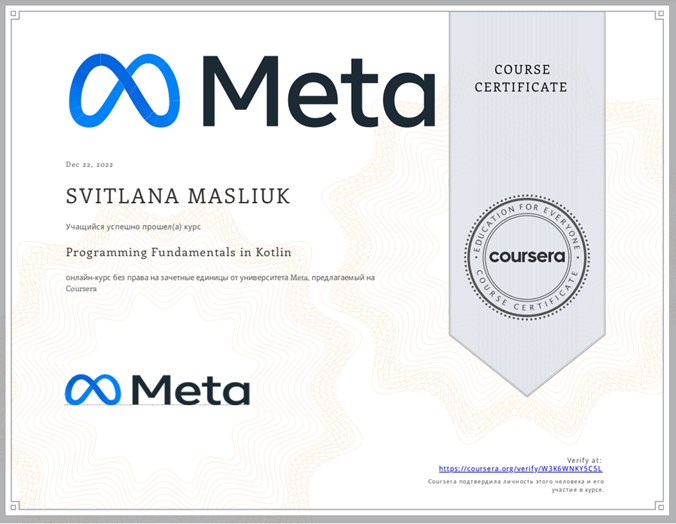 Meta
COURSE
CERTIFICATE
Dec 22, 2022
SVITLANA MASLIUK
Учащийся успешно прошел(а) курс
Programming Fundamentals in Kotlin
онлайн-курс без права на зачетные единицы от университета Meta, предлагаемый на
Coursera
EDUCATION FOR EVERYONE
coursera
COURSE CERTIFICATE
Meta
Verify at:
https://coursera.org/verify/W3K6WNKY5C5L
Coursera подтвердила личность этого человека и его
участие в курсе.